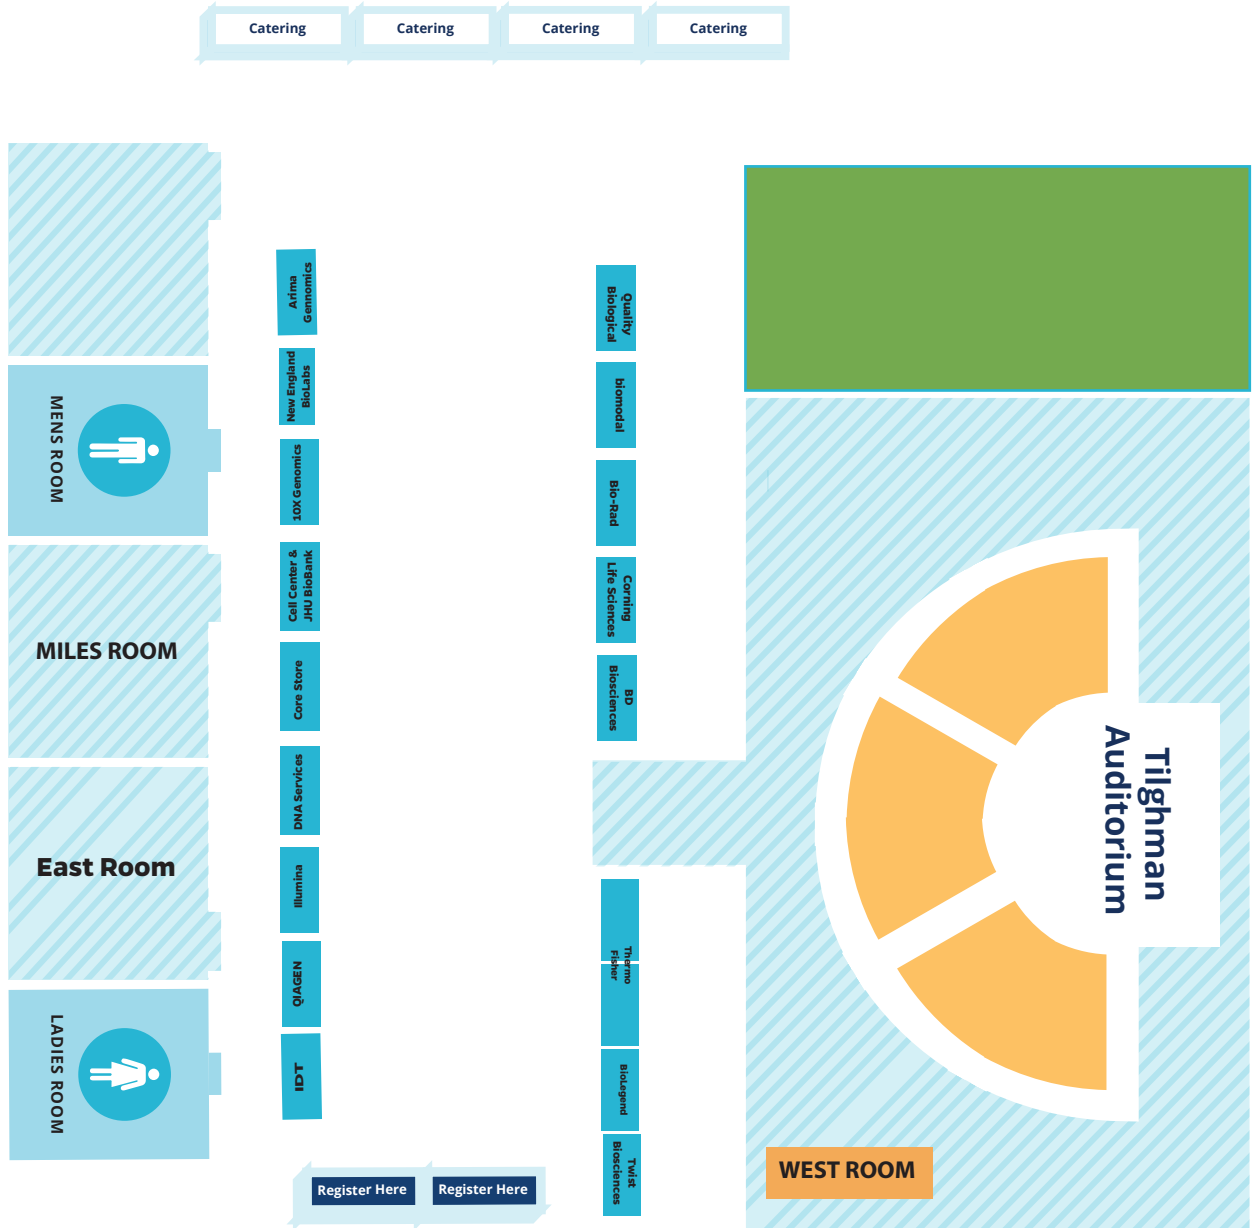 Catering
Catering
Catering
Catering
Arima
Gennomics
New England
BioLabs
10X Genomics
Cell Center &
JHU BioBank
Core Store
DNA Services
Illumina
QIAGEN
IDT
Quality
Biological
biomodal
Bio-Rad
Corning
Life Sciences
BD
Biosciences
Thermo
Fisher
BioLegend
Twist
Biosciences
MENS ROOM
MILES ROOM
East Room
LADIES ROOM
Tilghman
Auditorium
WEST ROOM
Register Here
Register Here